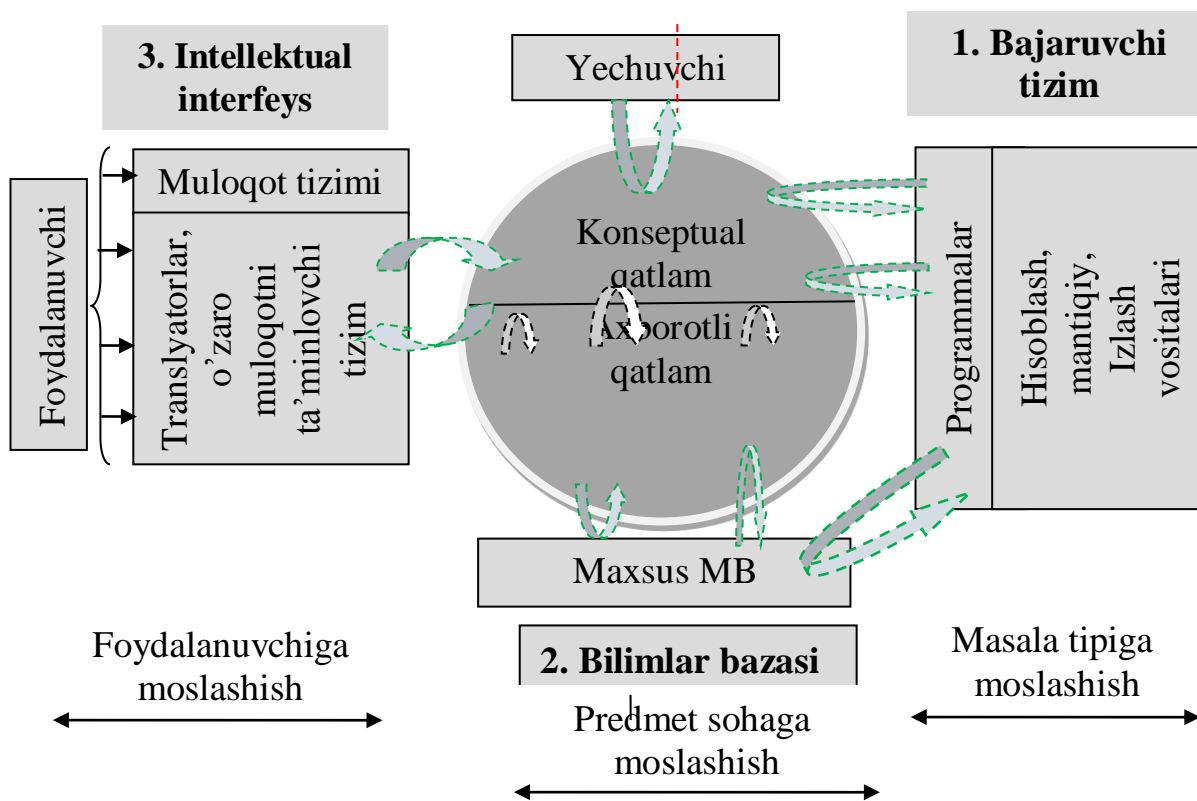 3. Intellektual
interfeys
Yechuvchi
1. Bajaruvchi
tizim
Foydalanuvchi
Muloqot tizimi
Translyatorlar,
o’zaro
muloqotni
ta’minlovchi
tizim
Konseptual
qatlam
Axborotli
qatlam
Programmalar
Hisoblash,
mantiqiy,
Izlash
vositalari
Maxsus MB
Foydalanuvchiga
moslashish
2. Bilimlar bazasi
Predmet sohaga
moslashish
Masala tipiga
moslashish